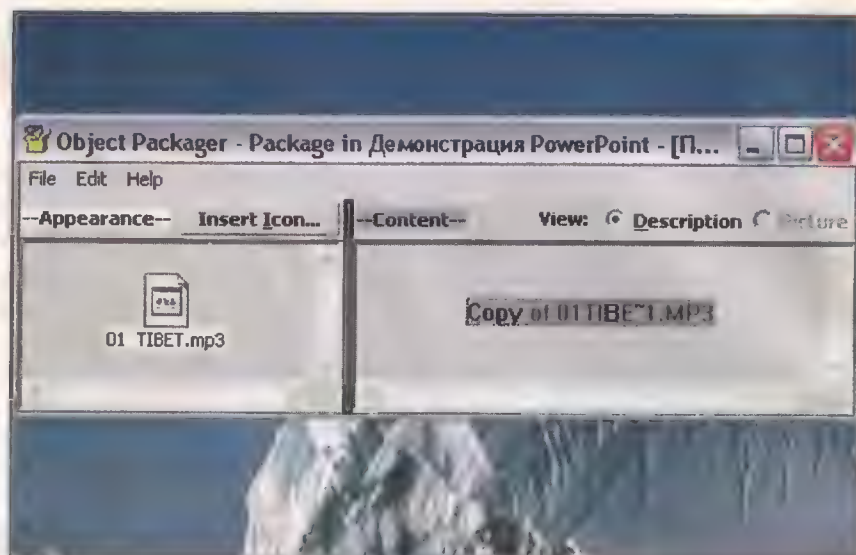 Object Packager - Package in Демонстрация PowerPoint - [П...
File Edit Help
--Appearance-- Insert Icon... --Content-- View: Description Picture
01 TIBET.mp3
Copy of 01TIBE~1.MP3